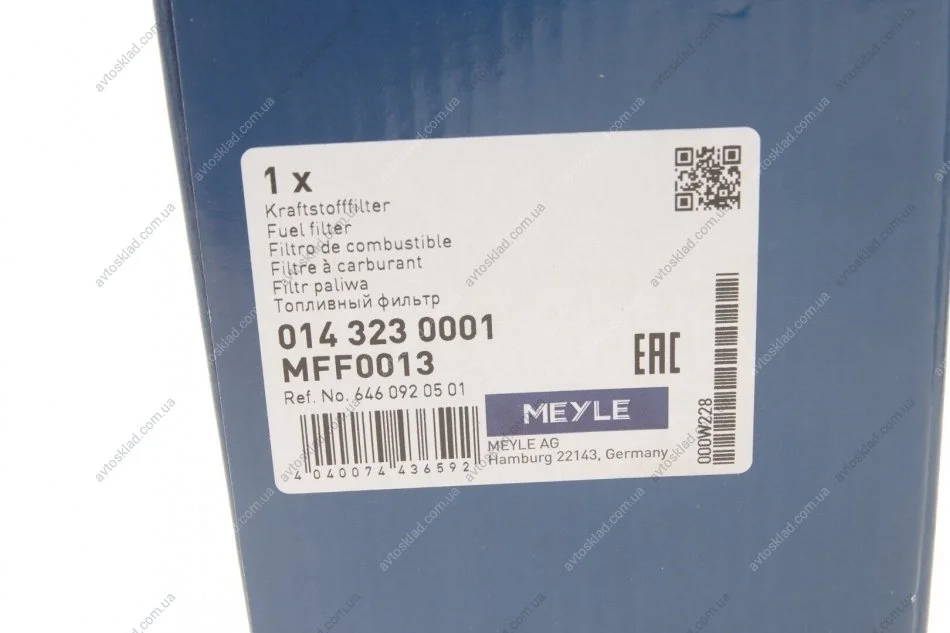 1 x
Kraftstofffilter
Fuel filter
Filtro de combustible
Filtre à carburant
Filtr paliwa
Топливный фильтр
014 323 0001
MFF0013
Ref. No. 646 092 05 01
EAC
MEYLE
MEYLE AG
Hamburg 22143, Germany
4 040074 436592
000W228
avtosklad.com.ua